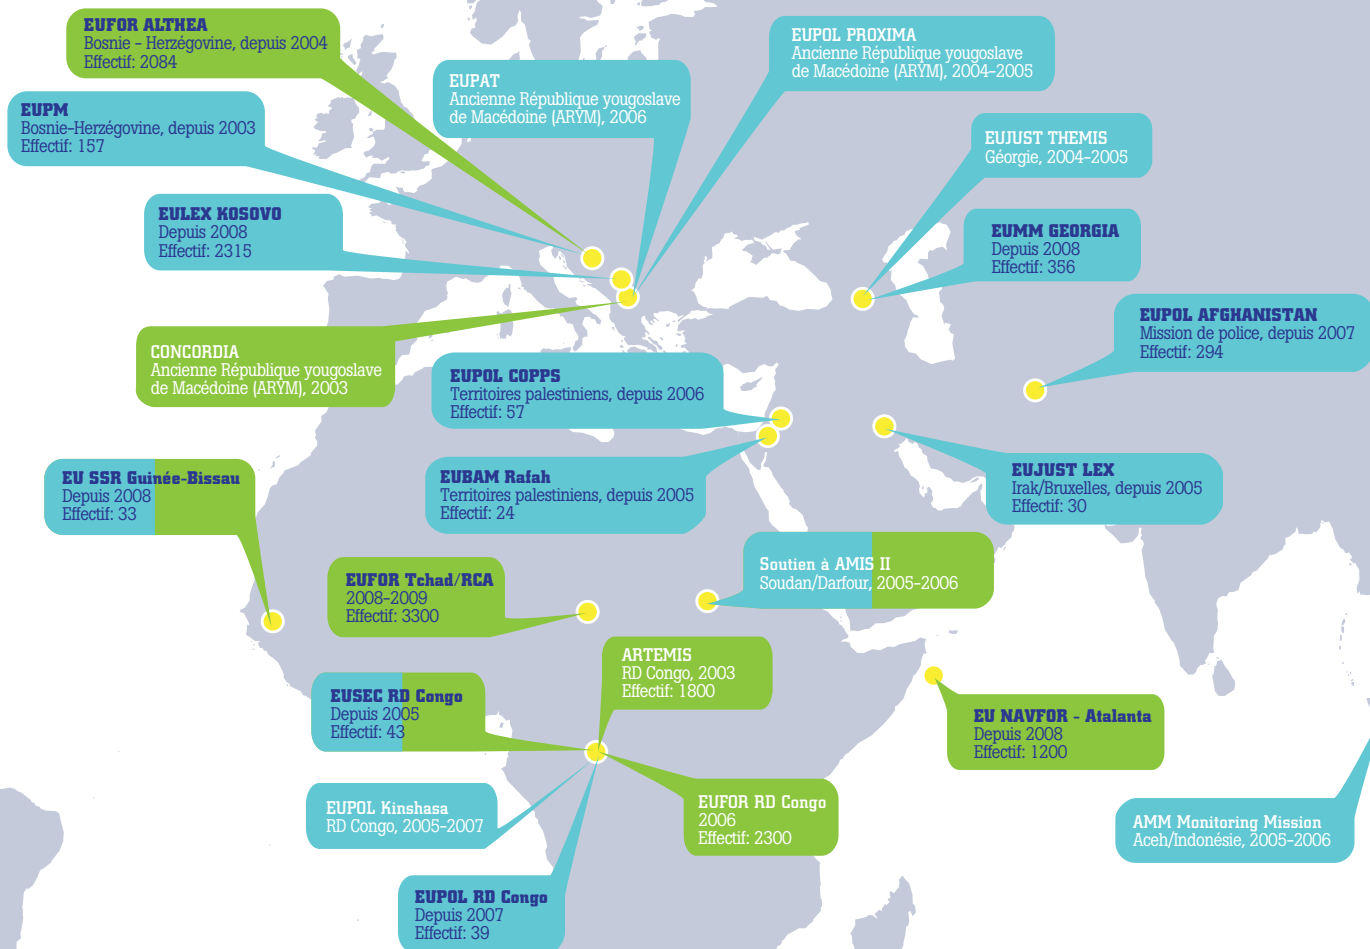 EUFOR ALTHEA
Bosnie - Herzégovine, depuis 2004
Effectif: 2084
EUPM
Bosnie-Herzégovine, depuis 2003
Effectif: 157
EUPAT
Ancienne République yougoslave
de Macédoine (ARYM), 2006
EUPOL PROXIMA
Ancienne République yougoslave
de Macédoine (ARYM), 2004-2005
EUJUST THEMIS
Géorgie, 2004-2005
EULEX KOSOVO
Depuis 2008
Effectif: 2315
EUMM GEORGIA
Depuis 2008
Effectif: 356
EUPOL AFGHANISTAN
Mission de police, depuis 2007
Effectif: 294
CONCORDIA
Ancienne République yougoslave
de Macédoine (ARYM), 2003
EUPOL COPPS
Territoires palestiniens, depuis 2006
Effectif: 57
EUBAM Rafah
Territoires palestiniens, depuis 2005
Effectif: 24
EUJUST LEX
Irak/Bruxelles, depuis 2005
Effectif: 30
EU SSR Guinée-Bissau
Depuis 2008
Effectif: 33
EUFOR Tchad/RCA
2008-2009
Effectif: 3300
Soutien à AMIS II
Soudan/Darfour, 2005-2006
ARTEMIS
RD Congo, 2003
Effectif: 1800
EUSEC RD Congo
Depuis 2005
Effectif: 43
EU NAVFOR - Atalanta
Depuis 2008
Effectif: 1200
EUPOL Kinshasa
RD Congo, 2005-2007
EUFOR RD Congo
2006
Effectif: 2300
AMM Monitoring Mission
Aceh/Indonésie, 2005-2006
EUPOL RD Congo
Depuis 2007
Effectif: 39